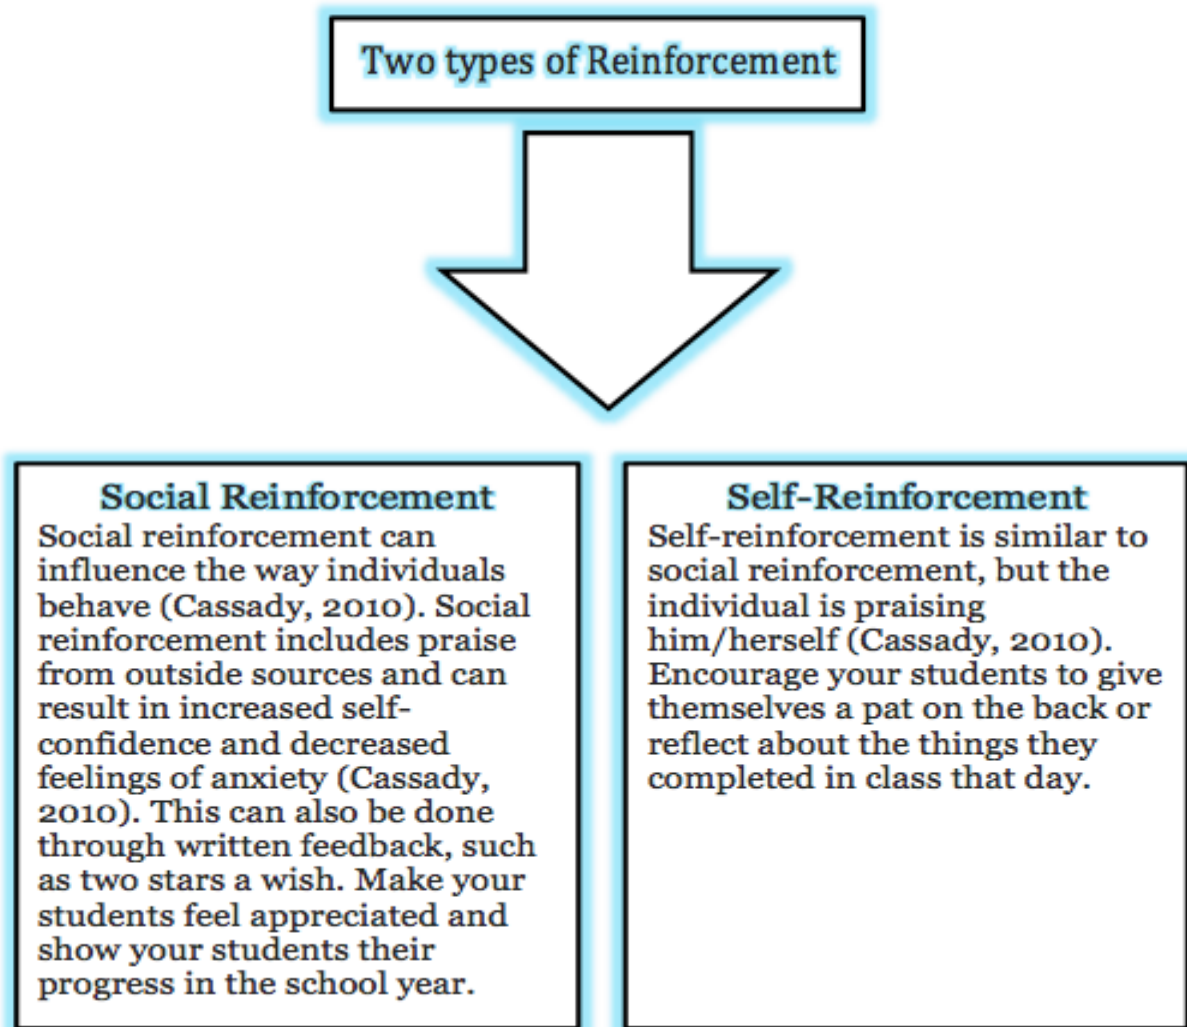 Two types of Reinforcement
Social Reinforcement
Social reinforcement can
influence the way individuals
behave (Cassady, 2010). Social
reinforcement includes praise
from outside sources and can
result in increased self-
confidence and decreased
feelings of anxiety (Cassady,
2010). This can also be done
through written feedback, such
as two stars a wish. Make your
students feel appreciated and
show your students their
progress in the school year.
Self-Reinforcement
Self-reinforcement is similar to
social reinforcement, but the
individual is praising
him/herself (Cassady, 2010).
Encourage your students to give
themselves a pat on the back or
reflect about the things they
completed in class that day.